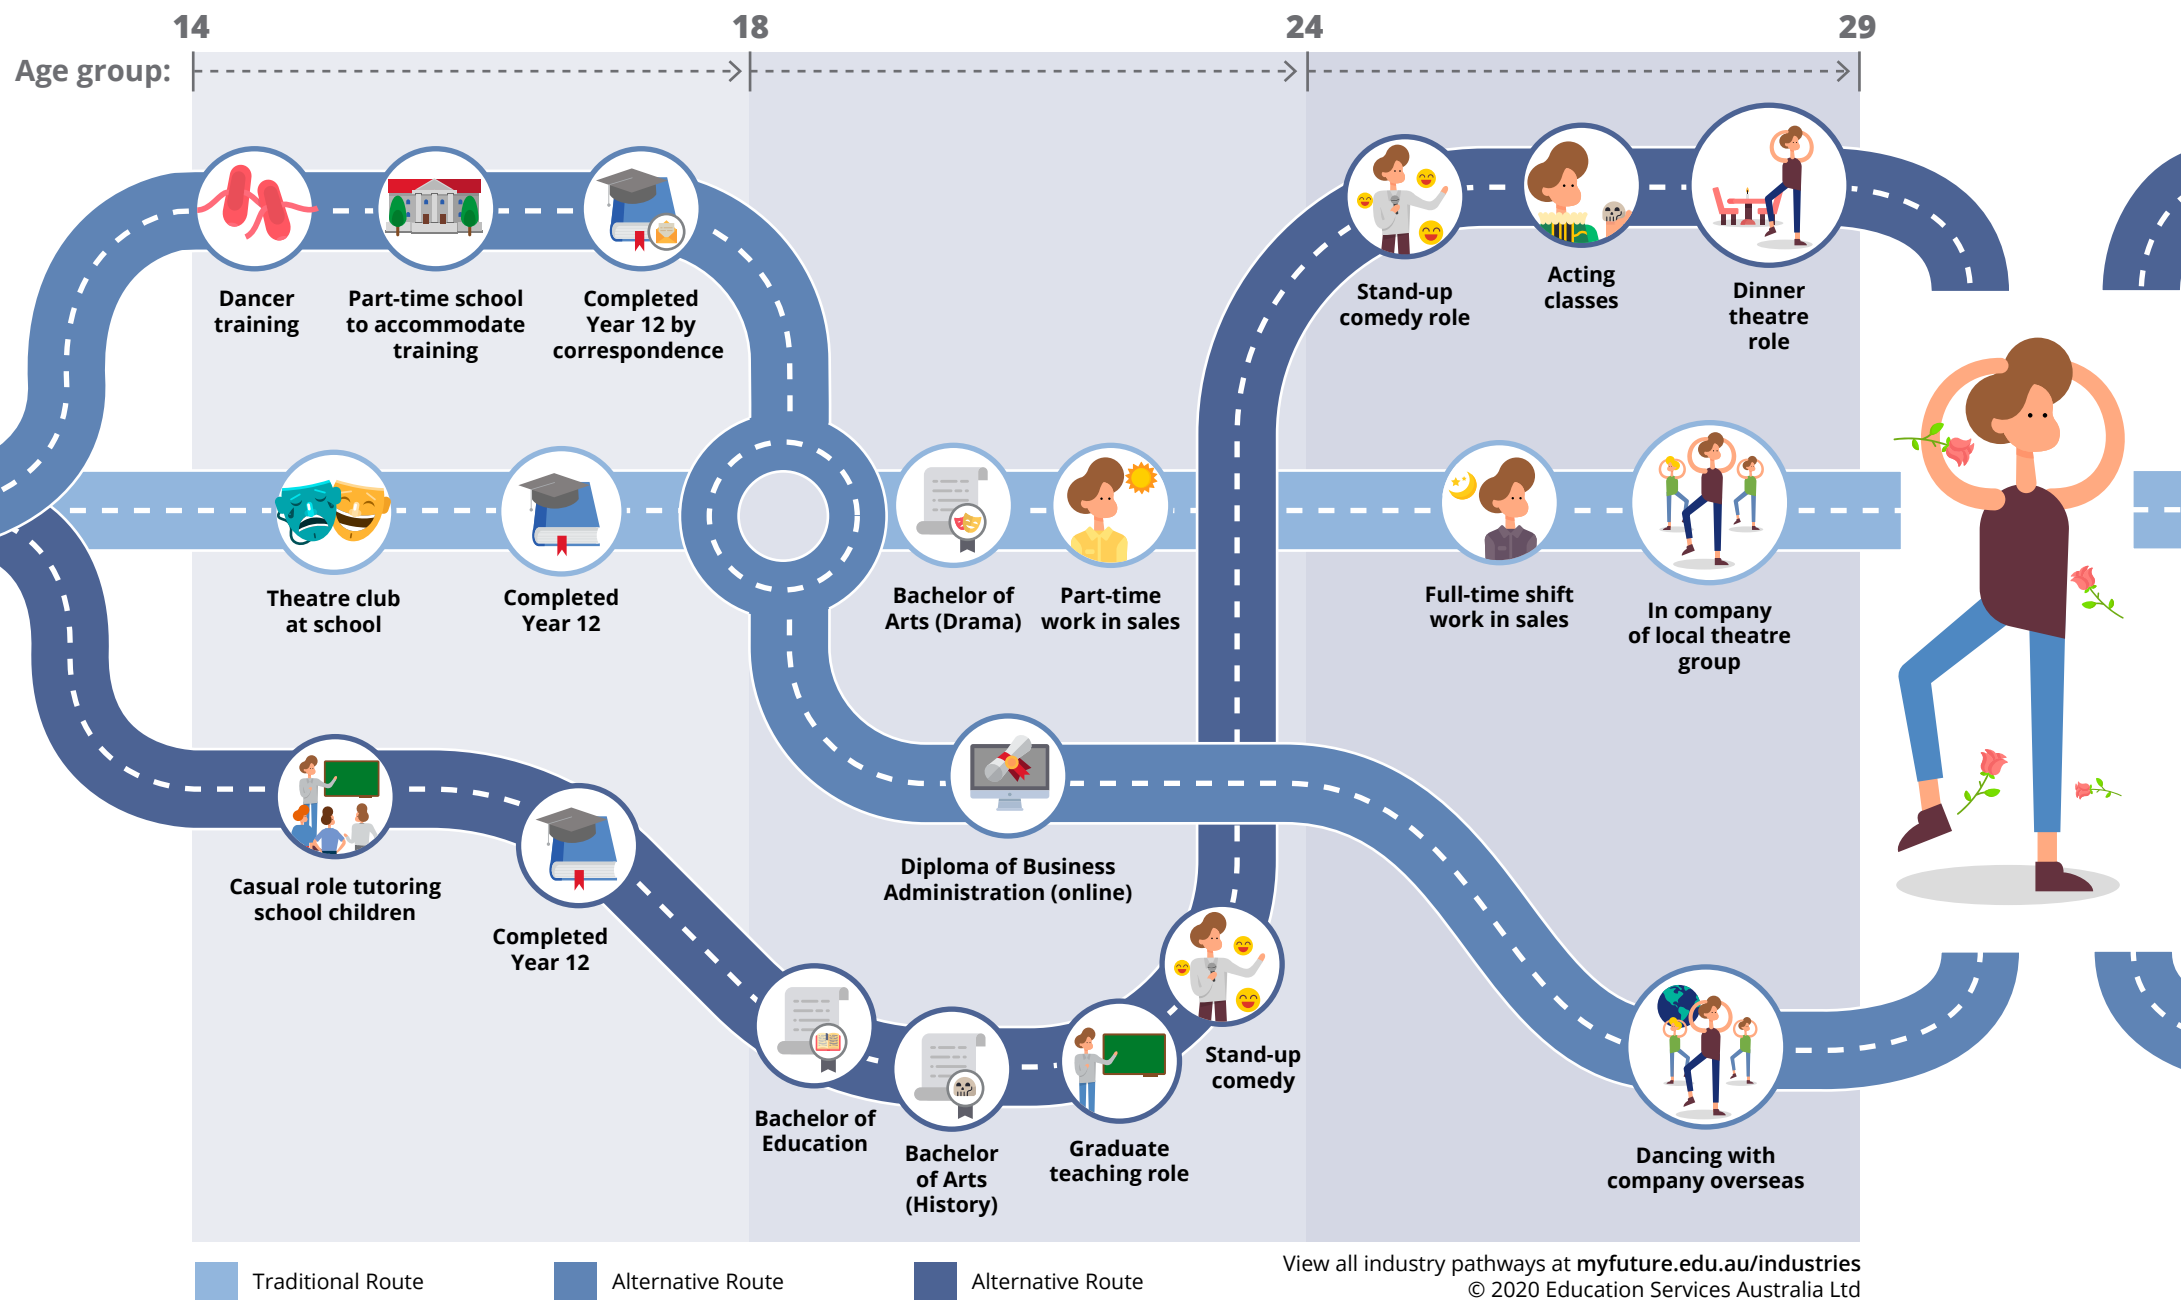 14
18
24
29
Age group:
Dancer
training
Part-time school
to accommodate
training
Completed
Year 12 by
correspondence
Stand-up
comedy role
Acting
classes
Dinner
theatre
role
Theatre club
at school
Completed
Year 12
Bachelor of
Arts (Drama)
Part-time
work in sales
Full-time shift
work in sales
In company
of local theatre
group
Casual role tutoring
school children
Completed
Year 12
Diploma of Business
Administration (online)
Bachelor of
Education
Bachelor
of Arts
(History)
Graduate
teaching role
Stand-up
comedy
Dancing with
company overseas
Traditional Route
Alternative Route
Alternative Route
View all industry pathways at myfuture.edu.au/industries
© 2020 Education Services Australia Ltd